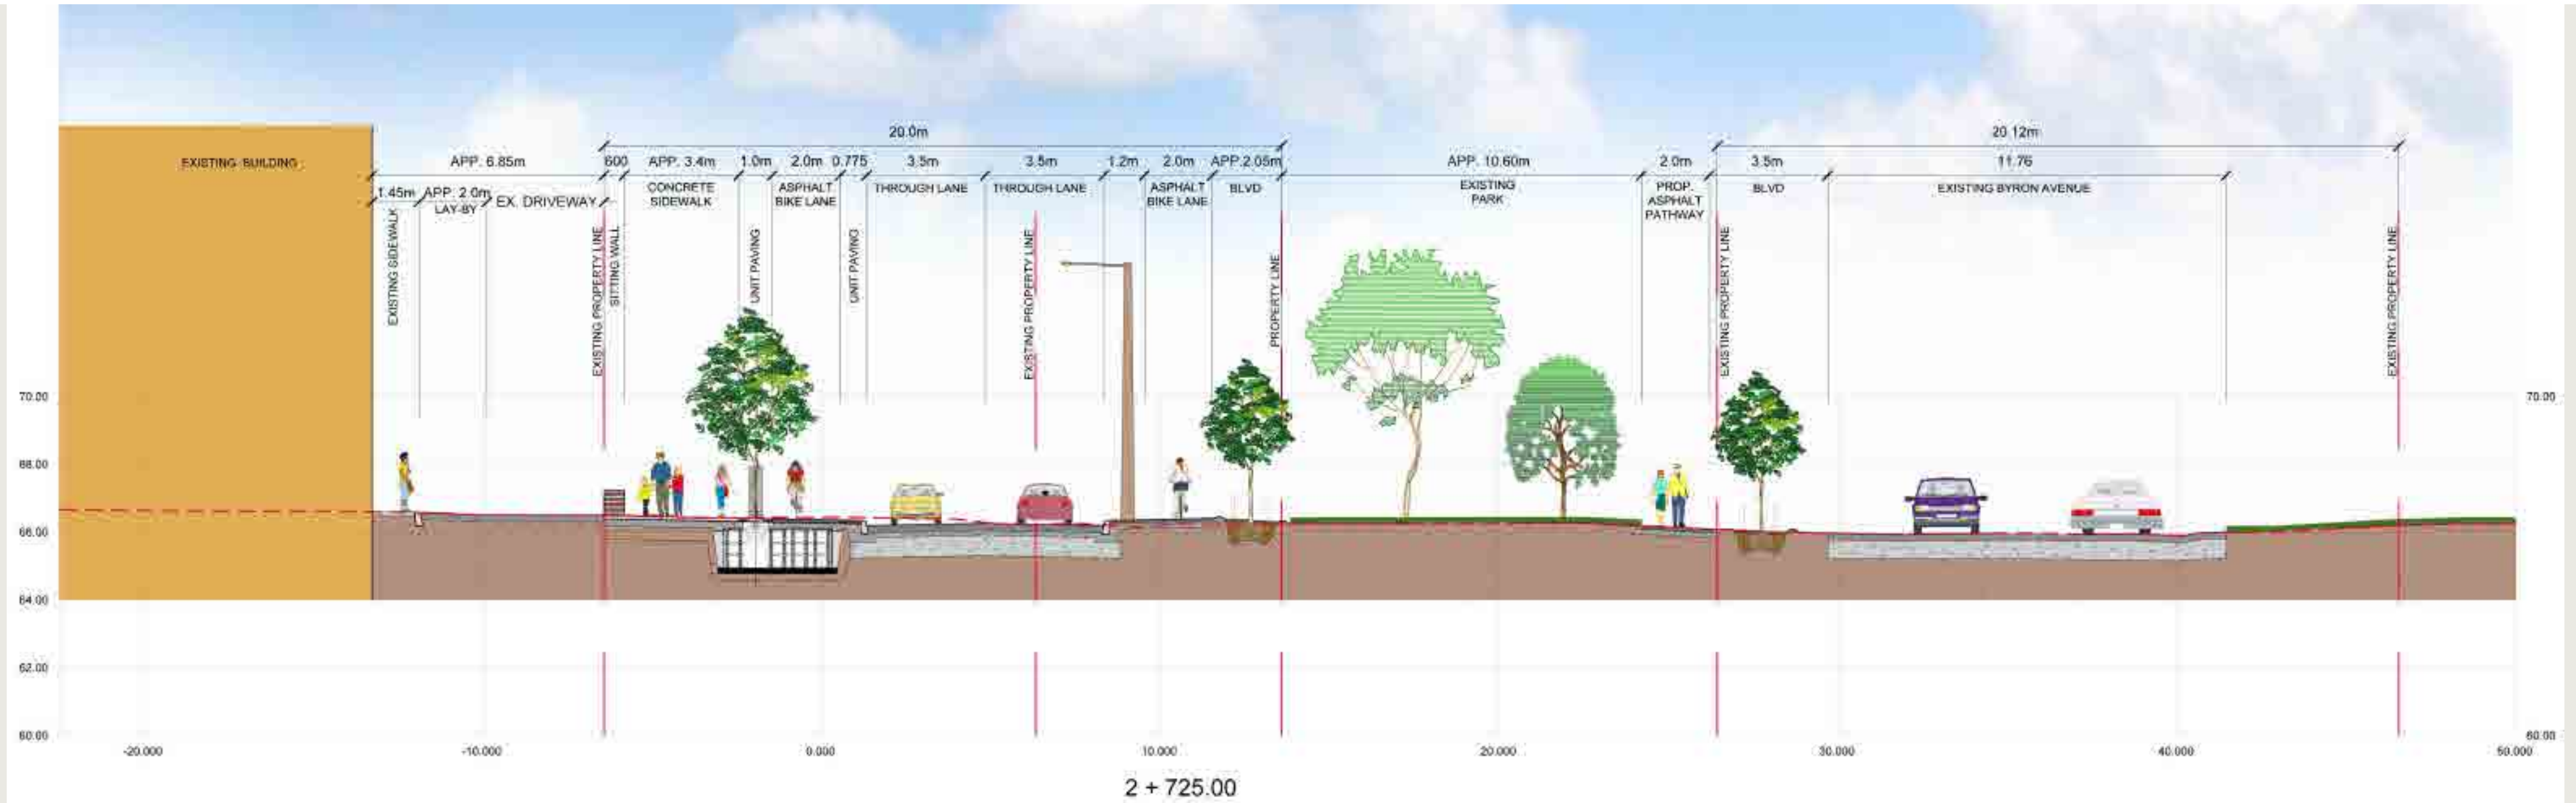 20.0m
20.12m
EXISTING BUILDING
APP. 6.85m
600
APP. 3.4m
1.0m
2.0m
0.775
3.5m
3.5m
1.2m
2.0m
APP.2.05m
APP. 10.60m
2.0m
3.5m
11.76
1.45m
APP. 2.0m
LAY-BY
EX. DRIVEWAY
CONCRETE
SIDEWALK
ASPHALT
BIKE LANE
THROUGH LANE
THROUGH LANE
ASPHALT
BIKE LANE
BLVD
EXISTING
PARK
PROP.
ASPHALT
PATHWAY
BLVD
EXISTING BYRON AVENUE
EXISTING SIDEWALK
EXISTING PROPERTY LINE
SITTING WALL
UNIT PAVING
UNIT PAVING
EXISTING PROPERTY LINE
PROPERTY LINE
EXISTING PROPERTY LINE
EXISTING PROPERTY LINE
70.00
70.00
68.00
66.00
64.00
62.00
60.00
60.00
-20.000
-10.000
0.000
10.000
20.000
30.000
40.000
50.000
2 + 725.00